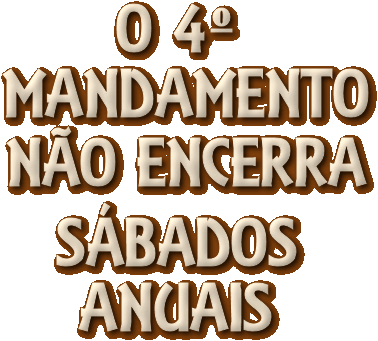 O 4º
MANDAMENTO
NÃO ENCERRA
SÁBADOS
ANUAIS